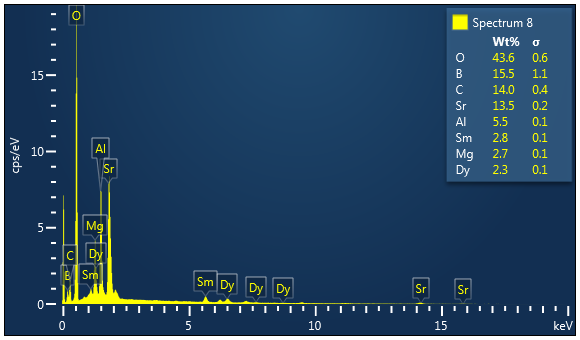 Spectrum 8
Wt% σ
O 43.6 0.6
B 15.5 1.1
C 14.0 0.4
Sr 13.5 0.2
Al 5.5 0.1
Sm 2.8 0.1
Mg 2.7 0.1
Dy 2.3 0.1
cps/eV
15
10
5
0
O
Al
Sr
Mg
C
Dy
B
Sm
Sm
Dy
Dy
Dy
Sr
Sr
0 5 10 15 keV